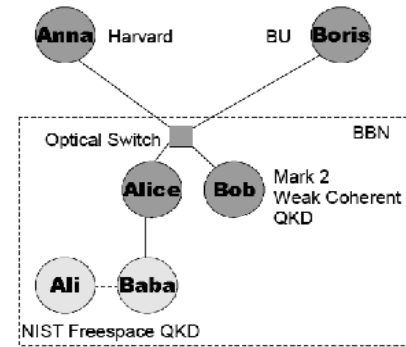 Anna Harvard BU Boris
Optical Switch BBN
Alice Bob Mark 2
Weak Coherent
QKD
Ali Baba
NIST Freespace QKD